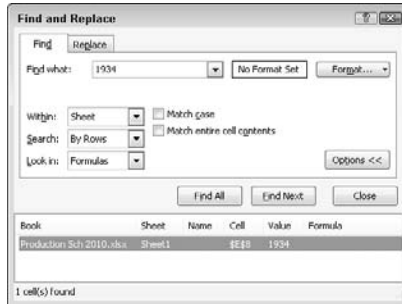 Find and Replace
Find Replace
Find what: 1934 No Format Set Format...
Within: Sheet Match case
Search: By Rows Match entire cell contents
Look in: Formulas Options <<
Find All Find Next Close
Book Sheet Name Cell Value Formula
Production Sch 2010.xlsx Sheet1 $E$8 1934
1 cell(s) found